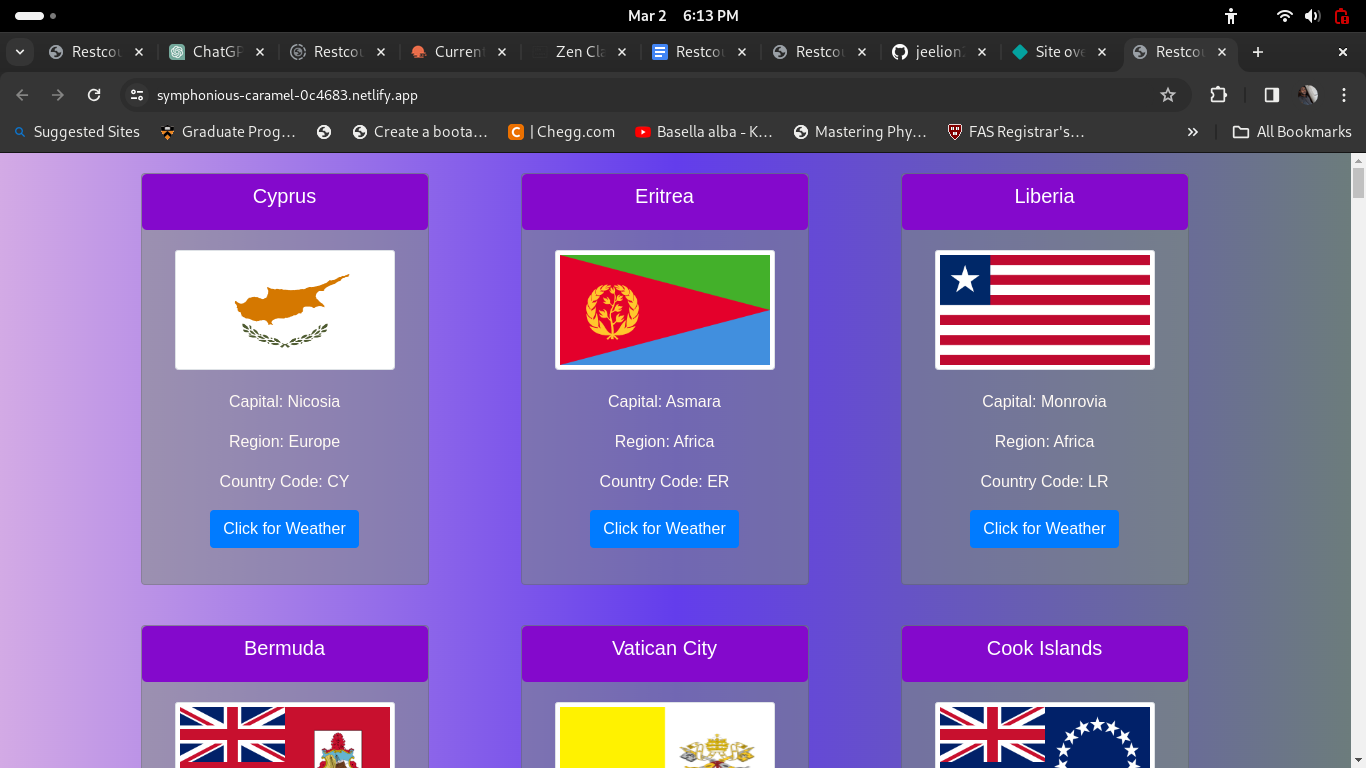 Mar 2 6:13 PM
Restcou
ChatGP
Restcou
Current
Zen Cla
Restcou
Restcou
jeelion2
Site ove
Restcou
symphonious-caramel-0c4683.netlify.app
Suggested Sites
Graduate Prog…
Create a boota…
| Chegg.com
Basella alba - K…
Mastering Phy…
FAS Registrar's…
All Bookmarks
Cyprus
Eritrea
Liberia
Capital: Nicosia
Capital: Asmara
Capital: Monrovia
Region: Europe
Region: Africa
Region: Africa
Country Code: CY
Country Code: ER
Country Code: LR
Click for Weather
Click for Weather
Click for Weather
Bermuda
Vatican City
Cook Islands